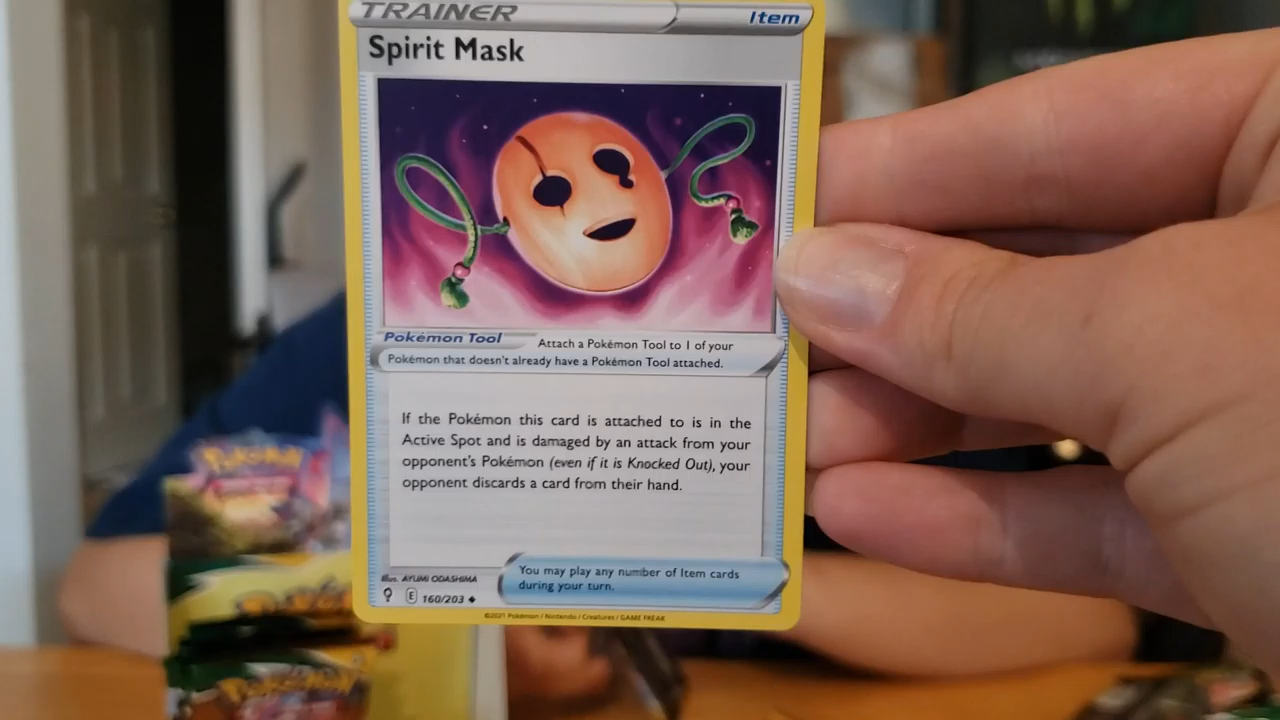 TRAINER
Item
Spirit Mask
Pokémon Tool
Attach a Pokémon Tool to 1 of your
Pokémon that doesn't already have a Pokémon Tool attached.
If the Pokémon this card is attached to is in the
Active Spot and is damaged by an attack from your
opponent's Pokémon (even if it is Knocked Out), your
opponent discards a card from their hand.
You may play any number of Item cards
during your turn.
Illus. AYUMI ODASHIMA
E 160/203
©2021 Pokémon / Nintendo / Creatures / GAME FREAK
Pokémon
Pokémon